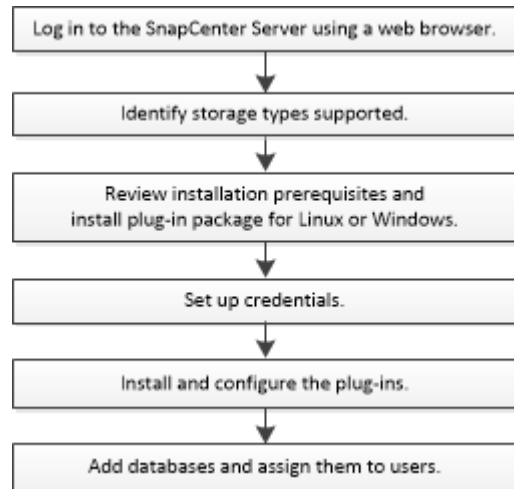 Log in to the SnapCenter Server using a web browser.
Identify storage types supported.
Review installation prerequisites and
install plug-in package for Linux or Windows.
Set up credentials.
Install and configure the plug-ins.
Add databases and assign them to users.